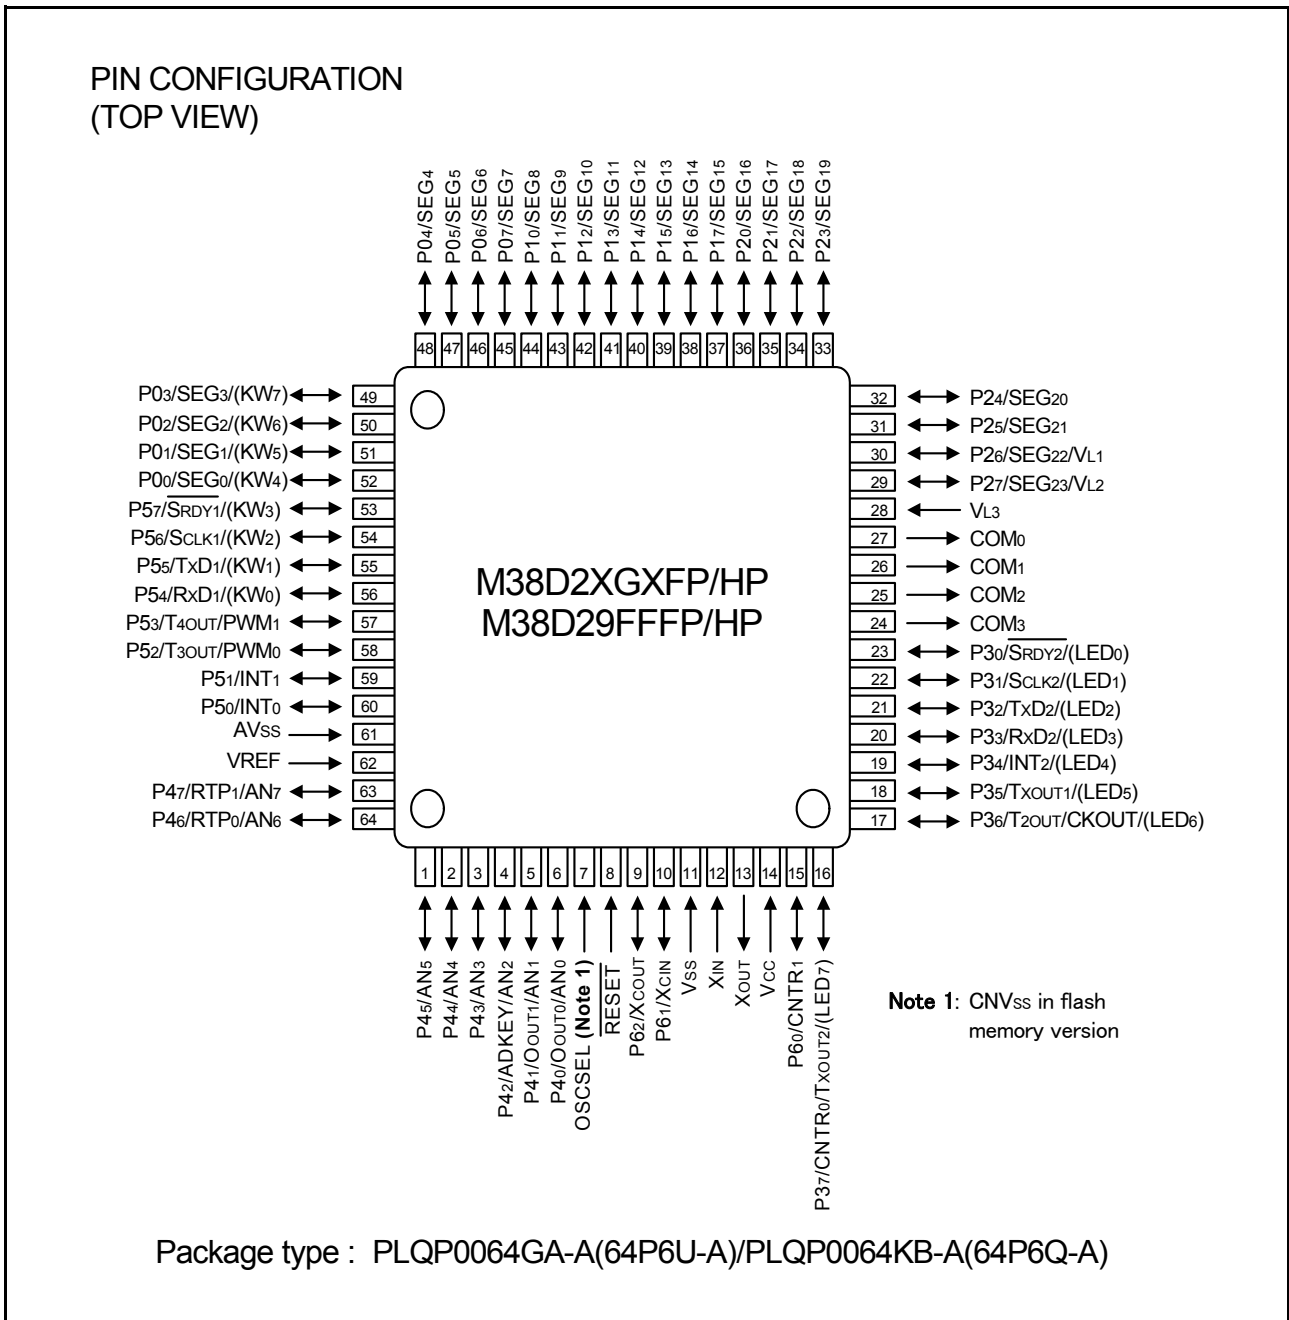 PIN CONFIGURATION
(TOP VIEW)
P04/SEG4
P05/SEG5
P06/SEG6
P07/SEG7
P10/SEG8
P11/SEG9
P12/SEG10
P13/SEG11
P14/SEG12
P15/SEG13
P16/SEG14
P17/SEG15
P20/SEG16
P21/SEG17
P22/SEG18
P23/SEG19
48 47 46 45 44 43 42 41 40 39 38 37 36 35 34 33
P03/SEG3/(KW7) 49
P02/SEG2/(KW6) 50
P01/SEG1/(KW5) 51
P00/SEG0/(KW4) 52
P57/SRDY1/(KW3) 53
P56/SCLK1/(KW2) 54
P55/TxD1/(KW1) 55
P54/RxD1/(KW0) 56
P53/T4OUT/PWM1 57
P52/T3OUT/PWM0 58
P51/INT1 59
P50/INT0 60
AVSS 61
VREF 62
P47/RTP1/AN7 63
P46/RTP0/AN6 64
M38D2XGXFP/HP
M38D29FFFP/HP
32 P24/SEG20
31 P25/SEG21
30 P26/SEG22/VL1
29 P27/SEG23/VL2
28 VL3
27 COM0
26 COM1
25 COM2
24 COM3
23 P30/SRDY2/(LED0)
22 P31/SCLK2/(LED1)
21 P32/TxD2/(LED2)
20 P33/RxD2/(LED3)
19 P34/INT2/(LED4)
18 P35/TXOUT1/(LED5)
17 P36/T2OUT/CKOUT/(LED6)
1 2 3 4 5 6 7 8 9 10 11 12 13 14 15 16
P45/AN5
P44/AN4
P43/AN3
P42/ADKEY/AN2
P41/OOUT1/AN1
P40/OOUT0/AN0
OSCSEL (Note 1)
RESET
P62/XCOUT
P61/XCIN
VSS
XIN
XOUT
VCC
P60/CNTR1
P37/CNTR0/TXOUT2/(LED7)
Note 1: CNVSS in flash
memory version
Package type : PLQP0064GA-A(64P6U-A)/PLQP0064KB-A(64P6Q-A)